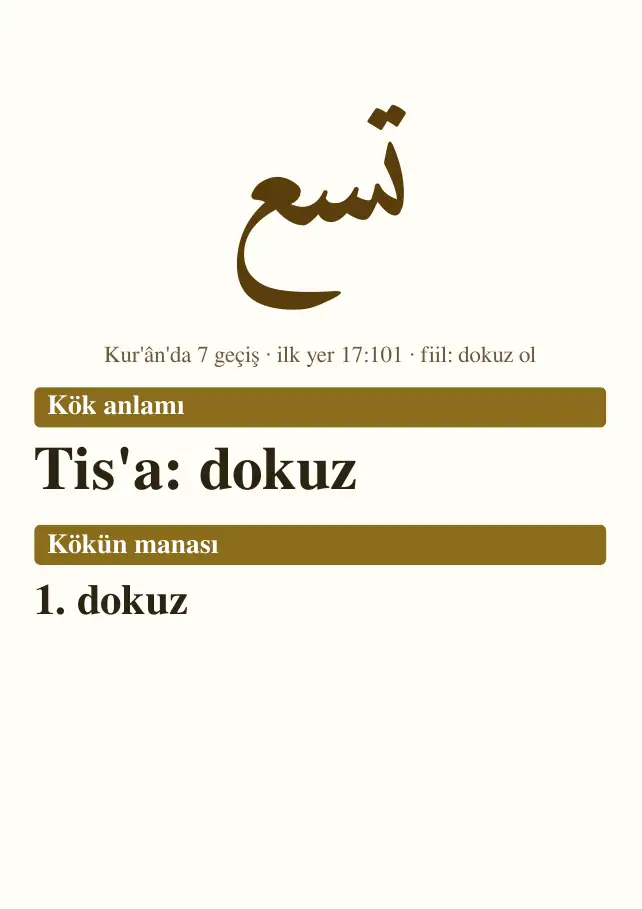 تسع
Kur'ân'da 7 geçiş · ilk yer 17:101 · fiil: dokuz ol
Kök anlamı
Tis'a: dokuz
Kökün manası
1. dokuz